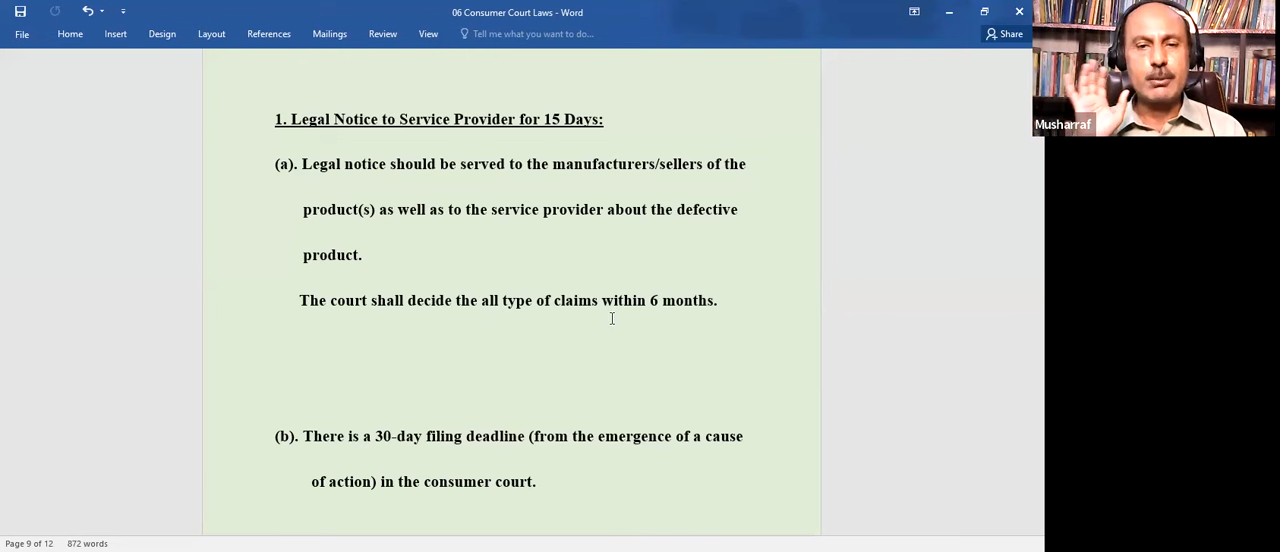 06 Consumer Court Laws - Word
File Home Insert Design Layout References Mailings Review View Tell me what you want to do... Share
Musharraf
1. Legal Notice to Service Provider for 15 Days:
(a). Legal notice should be served to the manufacturers/sellers of the
product(s) as well as to the service provider about the defective
product.
The court shall decide the all type of claims within 6 months.
(b). There is a 30-day filing deadline (from the emergence of a cause
of action) in the consumer court.
Page 9 of 12 872 words